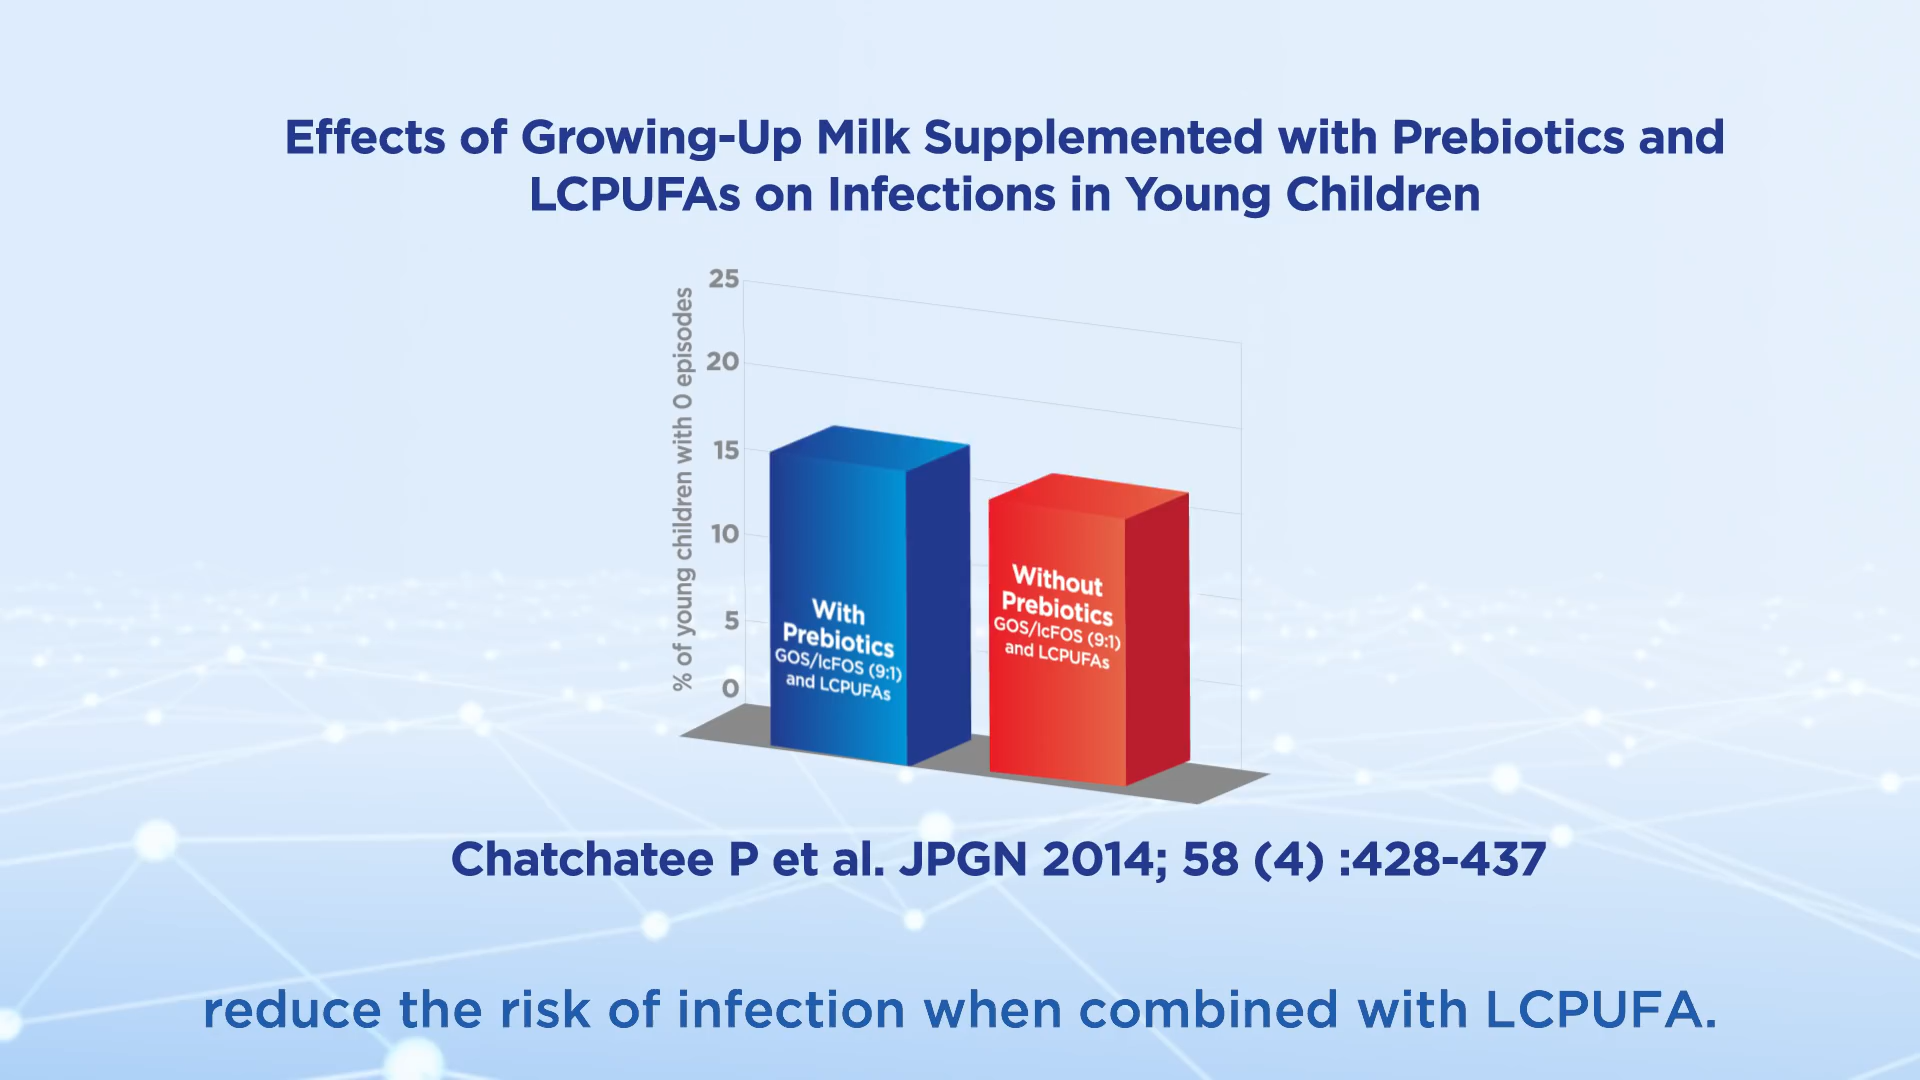 Effects of Growing-Up Milk Supplemented with Prebiotics and
LCPUFAs on Infections in Young Children
% of young children with 0 episodes
25
20
15
10
5
0
With
Prebiotics
GOS/lcFOS (9:1)
and LCPUFAs
Without
Prebiotics
GOS/lcFOS (9:1)
and LCPUFAs
Chatchatee P et al. JPGN 2014; 58 (4) :428-437
reduce the risk of infection when combined with LCPUFA.